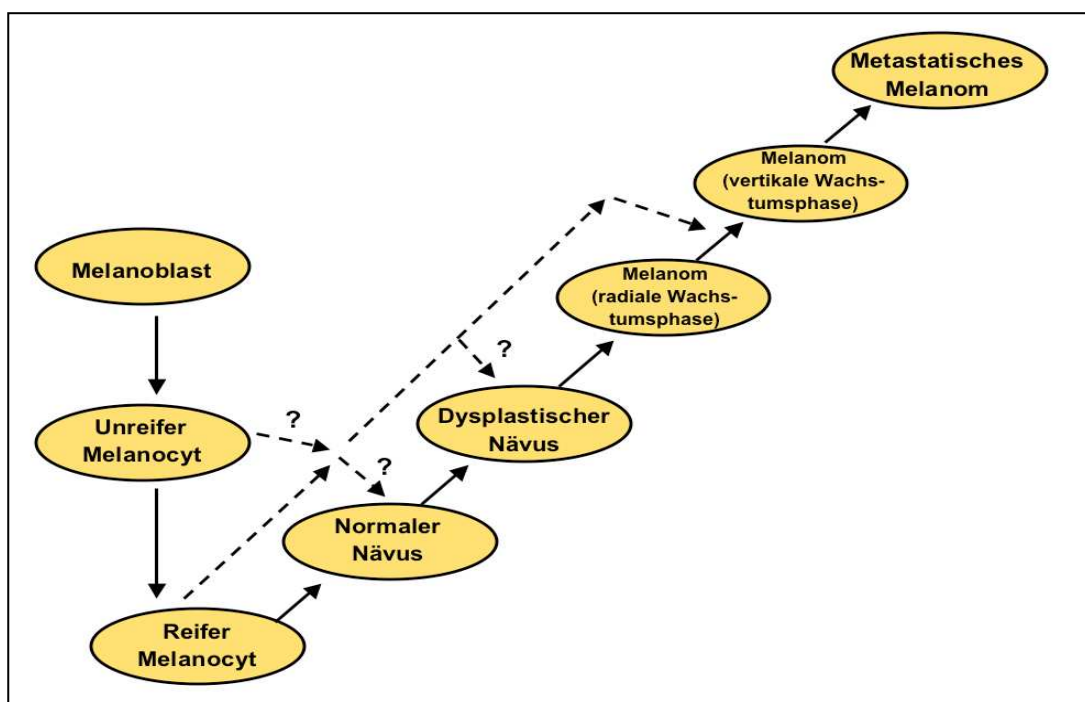 Metastatisches
Melanom
Melanom
(vertikale Wachs-
tumsphase)
Melanoblast
Melanom
(radiale Wachs-
tumsphase)
?
Dysplastischer
Nävus
?
Unreifer
Melanocyt
?
Normaler
Nävus
Reifer
Melanocyt